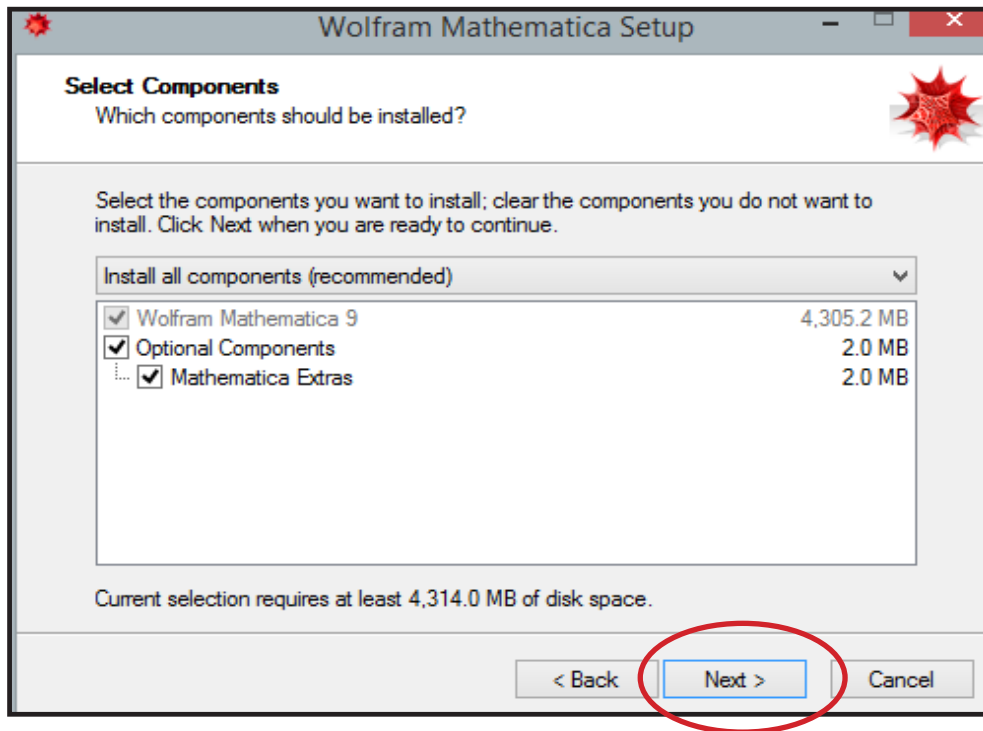 Wolfram Mathematica Setup
Select Components
Which components should be installed?
Select the components you want to install; clear the components you do not want to
install. Click Next when you are ready to continue.
Install all components (recommended)
Wolfram Mathematica 9 4,305.2 MB
Optional Components 2.0 MB
Mathematica Extras 2.0 MB
Current selection requires at least 4,314.0 MB of disk space.
< Back Next > Cancel